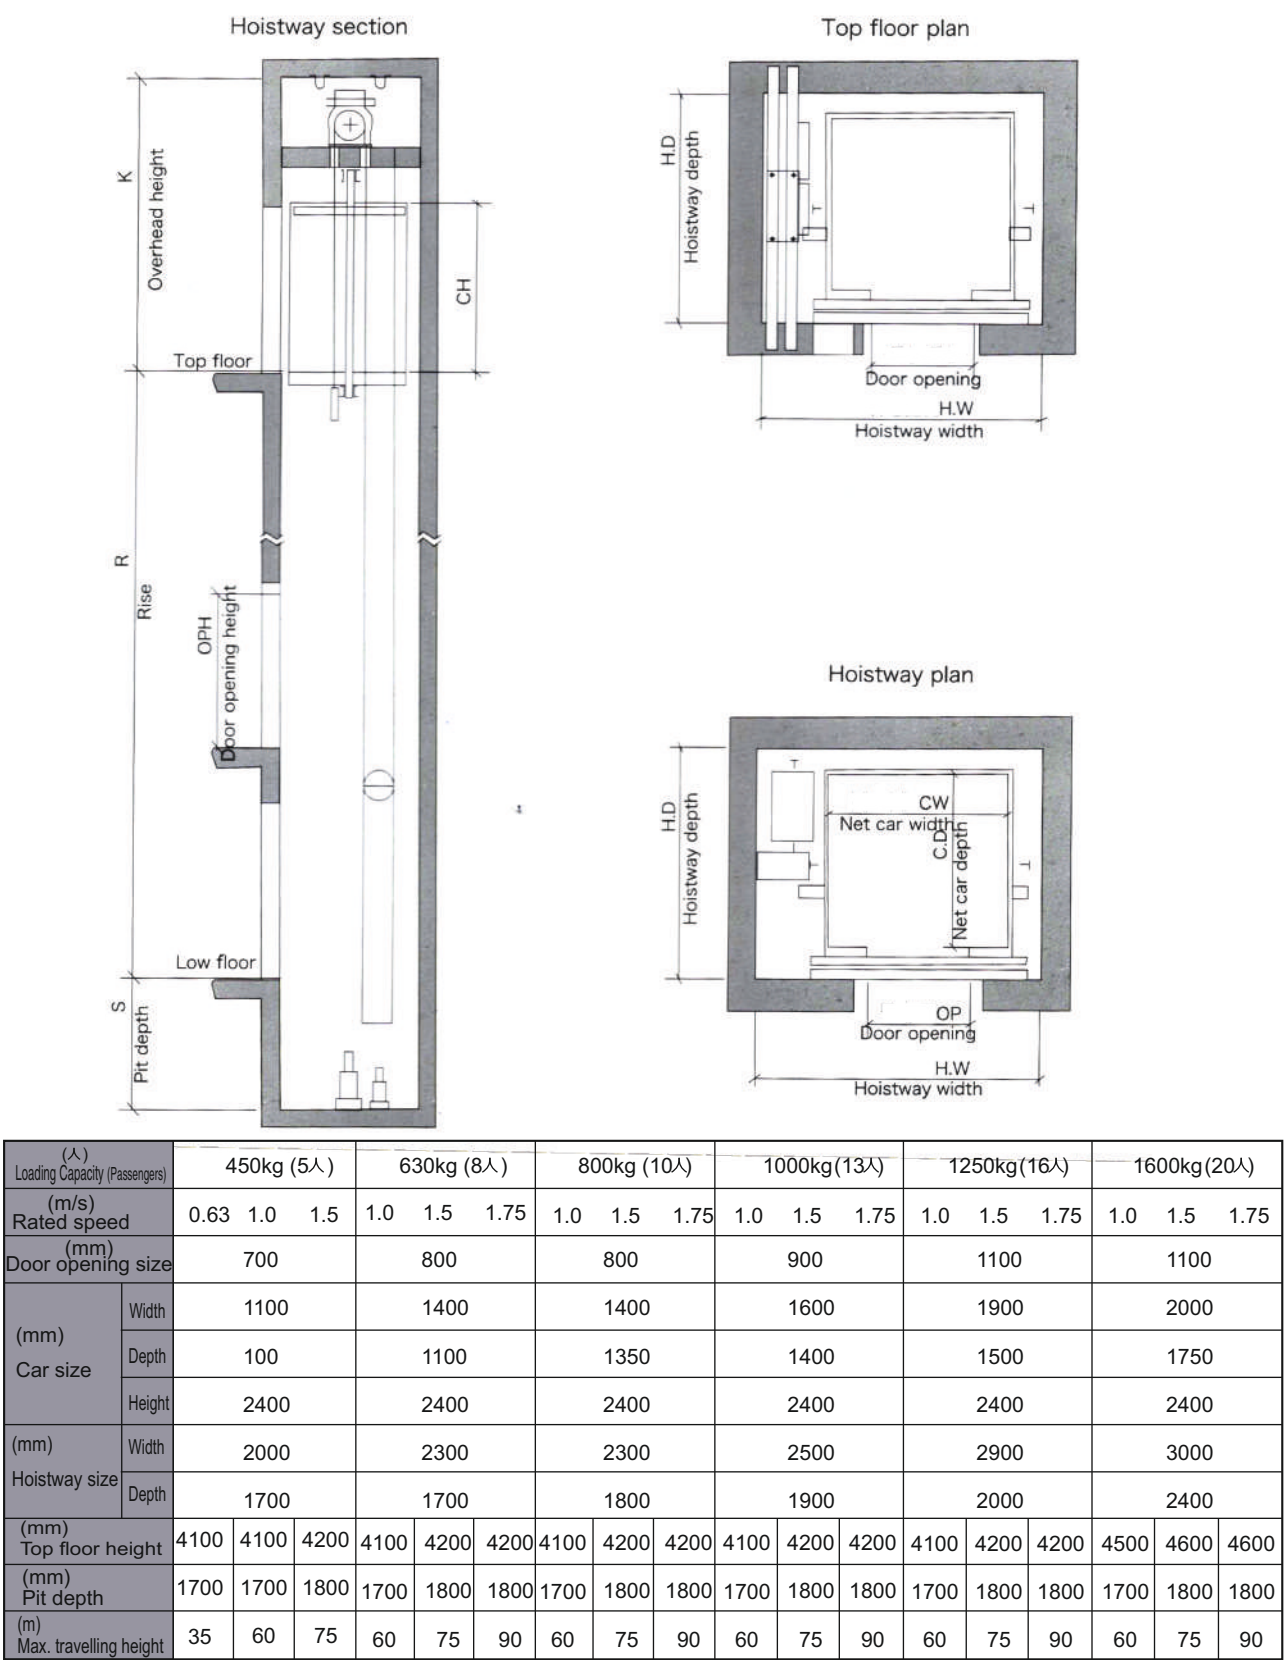 Hoistway section
Top floor plan
K
Overhead height
CH
Top floor
R
Rise
OPH
Door opening height
Low floor
S
Pit depth
H.D
Hoistway depth
T
T
Door opening
H.W
Hoistway width
Hoistway plan
H.D
Hoistway depth
T
CW
Net car width
C.D
Net car depth
T
T
OP
Door opening
H.W
Hoistway width
(人)
Loading Capacity (Passengers) 450kg (5人) 630kg (8人) 800kg (10人) 1000kg(13人) 1250kg(16人) 1600kg(20人)
(m/s)
Rated speed 0.63 1.0 1.5 1.0 1.5 1.75 1.0 1.5 1.75 1.0 1.5 1.75 1.0 1.5 1.75 1.0 1.5 1.75
(mm)
Door opening size 700 800 800 900 1100 1100
(mm)
Car size
Width 1100 1400 1400 1600 1900 2000
Depth 100 1100 1350 1400 1500 1750
Height 2400 2400 2400 2400 2400 2400
(mm)
Hoistway size
Width 2000 2300 2300 2500 2900 3000
Depth 1700 1700 1800 1900 2000 2400
(mm)
Top floor height 4100 4100 4200 4100 4200 4200 4100 4200 4200 4100 4200 4200 4100 4200 4200 4500 4600 4600
(mm)
Pit depth 1700 1700 1800 1700 1800 1800 1700 1800 1800 1700 1800 1800 1700 1800 1800 1700 1800 1800
(m)
Max. travelling height 35 60 75 60 75 90 60 75 90 60 75 90 60 75 90 60 75 90